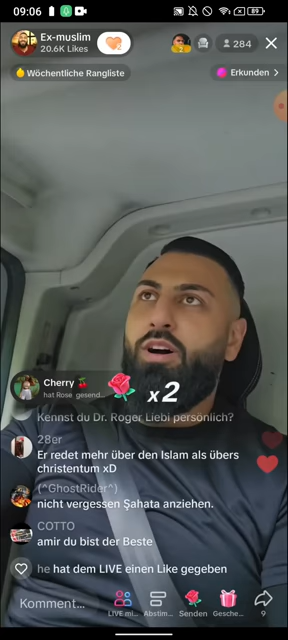 09:06
89
Ex-muslim
20.6K Likes
284
Wöchentliche Rangliste
Erkunden >
Cherry 🍒
hat Rose gesend...
x2
Kennst du Dr. Roger Liebi persönlich?
28er
Er redet mehr über den Islam als übers
christentum xD
(^GhostRider^)
nicht vergessen Şahata anziehen.
COTTO
amir du bist der Beste
he hat dem LIVE einen Like gegeben
Komment...
LIVE mi...
Abstim...
Senden
Gesche...
9